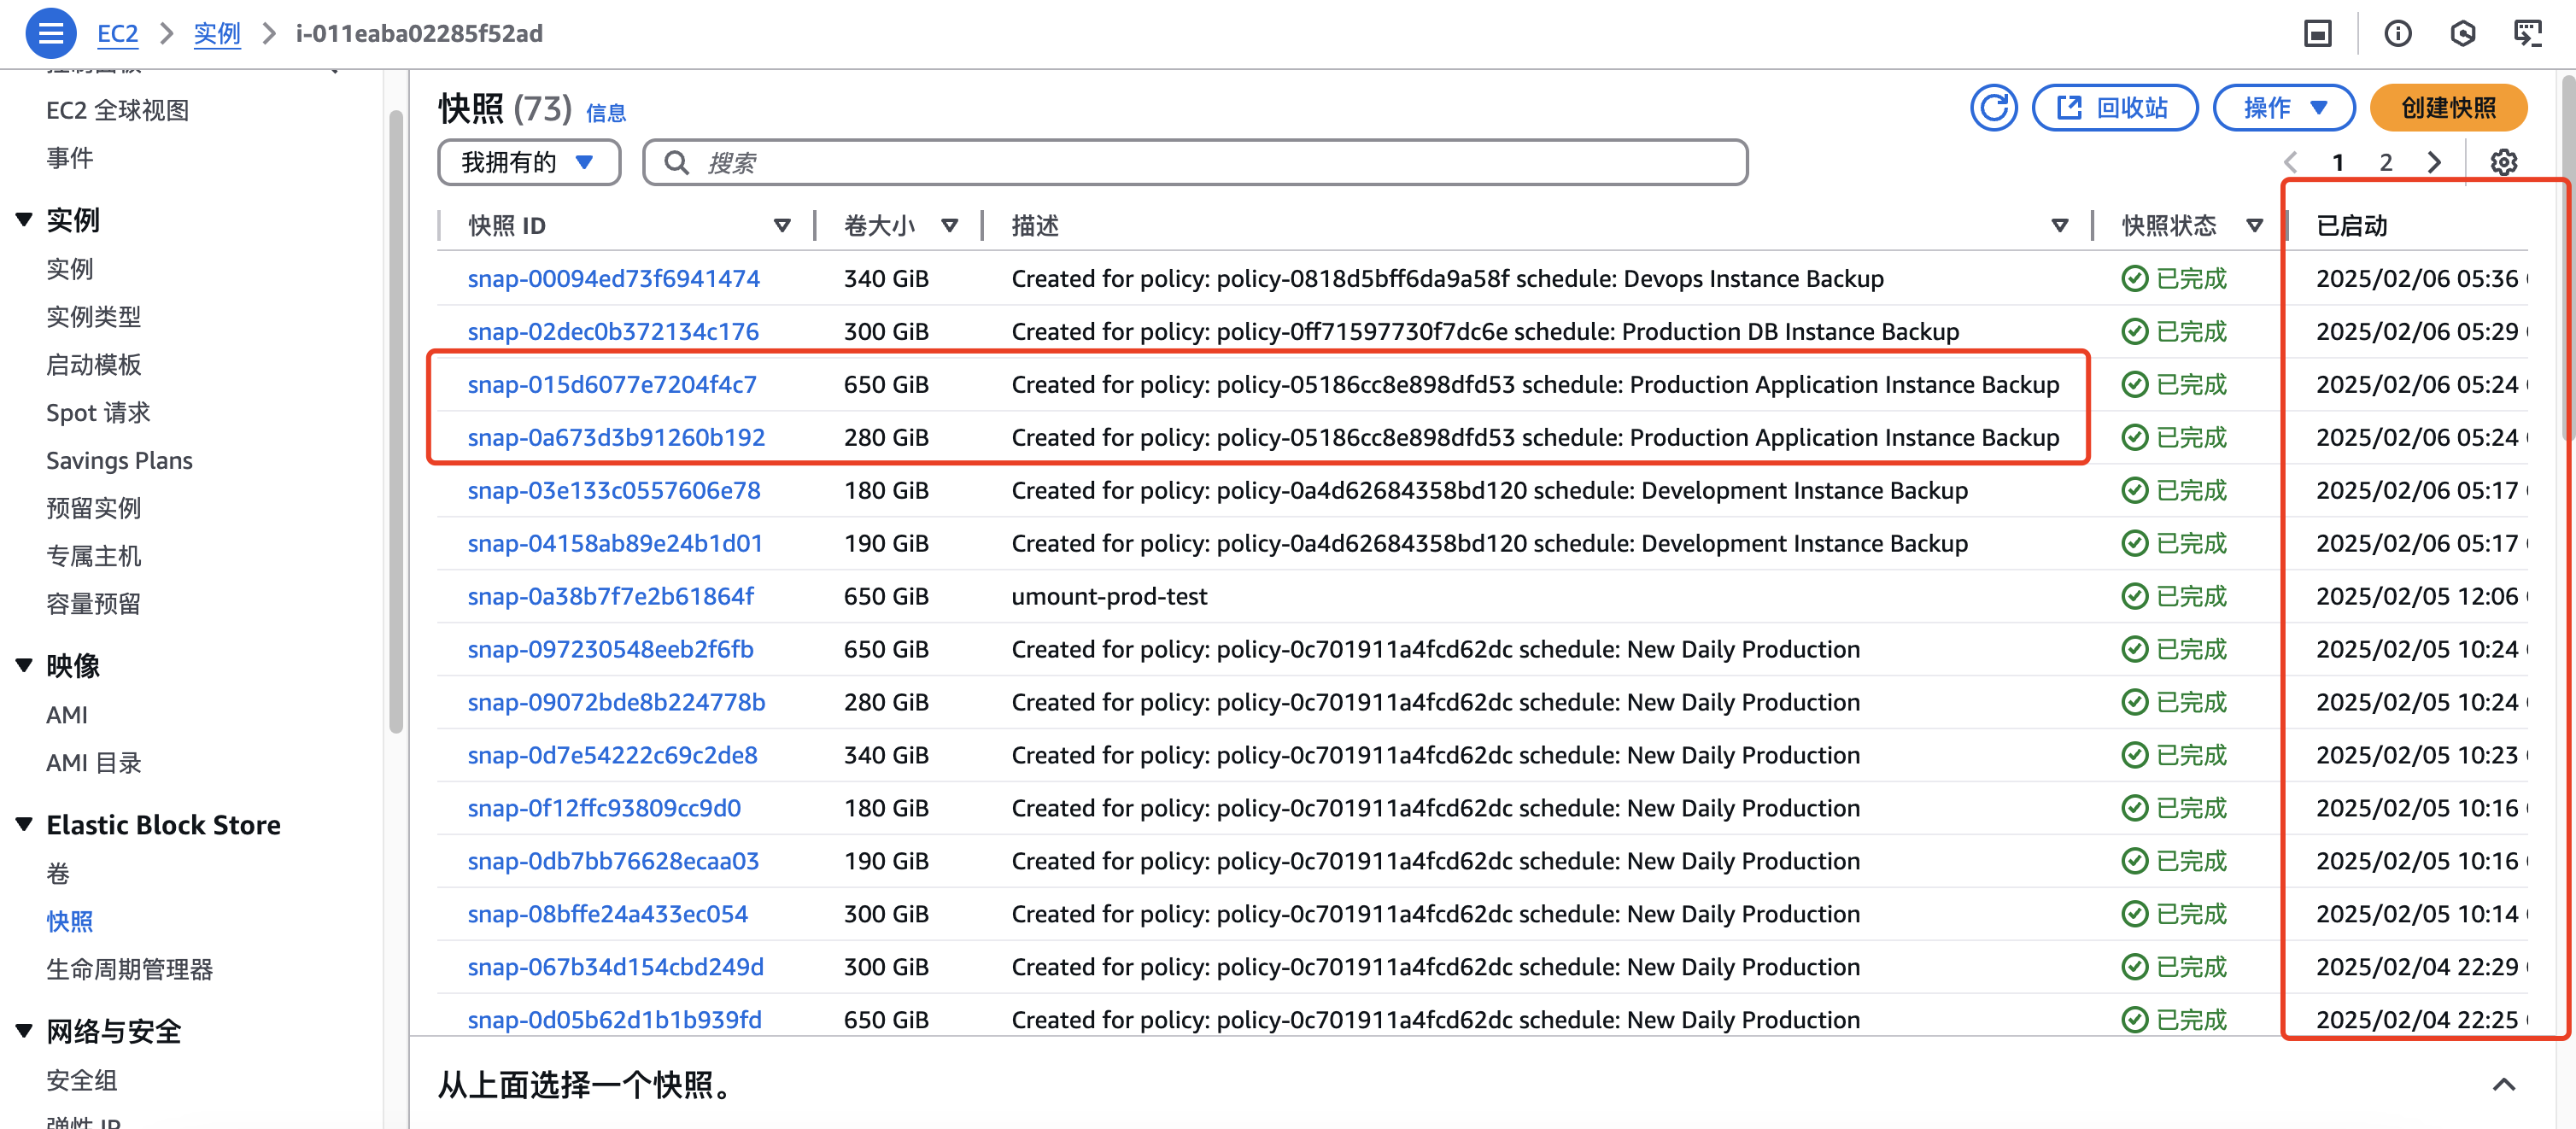 EC2 > 实例 > i-011eaba02285f52ad
EC2 全球视图
事件
实例
实例
实例类型
启动模板
Spot 请求
Savings Plans
预留实例
专属主机
容量预留
映像
AMI
AMI 目录
Elastic Block Store
卷
快照
生命周期管理器
网络与安全
安全组
弹性 IP
快照 (73) 信息
回收站
操作
创建快照
我拥有的
搜索
1 2
快照 ID 卷大小 描述 快照状态 已启动
snap-00094ed73f6941474 340 GiB Created for policy: policy-0818d5bff6da9a58f schedule: Devops Instance Backup 已完成 2025/02/06 05:36
snap-02dec0b372134c176 300 GiB Created for policy: policy-0ff71597730f7dc6e schedule: Production DB Instance Backup 已完成 2025/02/06 05:29
snap-015d6077e7204f4c7 650 GiB Created for policy: policy-05186cc8e898dfd53 schedule: Production Application Instance Backup 已完成 2025/02/06 05:24
snap-0a673d3b91260b192 280 GiB Created for policy: policy-05186cc8e898dfd53 schedule: Production Application Instance Backup 已完成 2025/02/06 05:24
snap-03e133c0557606e78 180 GiB Created for policy: policy-0a4d62684358bd120 schedule: Development Instance Backup 已完成 2025/02/06 05:17
snap-04158ab89e24b1d01 190 GiB Created for policy: policy-0a4d62684358bd120 schedule: Development Instance Backup 已完成 2025/02/06 05:17
snap-0a38b7f7e2b61864f 650 GiB umount-prod-test 已完成 2025/02/05 12:06
snap-097230548eeb2f6fb 650 GiB Created for policy: policy-0c701911a4fcd62dc schedule: New Daily Production 已完成 2025/02/05 10:24
snap-09072bde8b224778b 280 GiB Created for policy: policy-0c701911a4fcd62dc schedule: New Daily Production 已完成 2025/02/05 10:24
snap-0d7e54222c69c2de8 340 GiB Created for policy: policy-0c701911a4fcd62dc schedule: New Daily Production 已完成 2025/02/05 10:23
snap-0f12ffc93809cc9d0 180 GiB Created for policy: policy-0c701911a4fcd62dc schedule: New Daily Production 已完成 2025/02/05 10:16
snap-0db7bb76628ecaa03 190 GiB Created for policy: policy-0c701911a4fcd62dc schedule: New Daily Production 已完成 2025/02/05 10:16
snap-08bffe24a433ec054 300 GiB Created for policy: policy-0c701911a4fcd62dc schedule: New Daily Production 已完成 2025/02/05 10:14
snap-067b34d154cbd249d 300 GiB Created for policy: policy-0c701911a4fcd62dc schedule: New Daily Production 已完成 2025/02/04 22:29
snap-0d05b62d1b1b939fd 650 GiB Created for policy: policy-0c701911a4fcd62dc schedule: New Daily Production 已完成 2025/02/04 22:25
从上面选择一个快照。